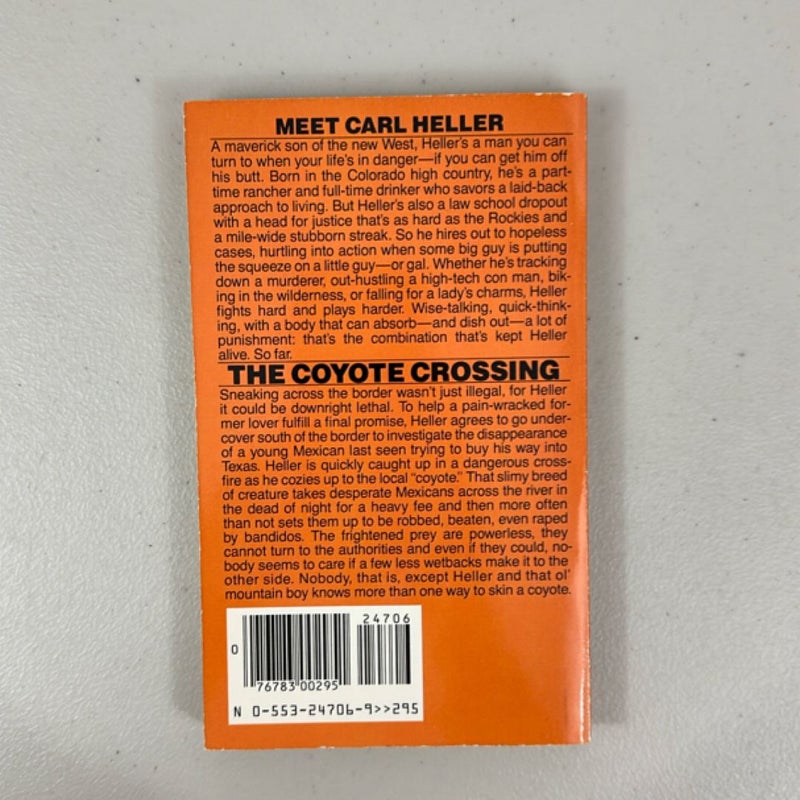 MEET CARL HELLER
A maverick son of the new West, Heller's a man you can
turn to when your life's in danger—if you can get him off
his butt. Born in the Colorado high country, he's a part-
time rancher and full-time drinker who savors a laid-back
approach to living. But Heller's also a law school dropout
with a head for justice that's as hard as the Rockies and
a mile-wide stubborn streak. So he hires out to hopeless
cases, hurtling into action when some big guy is putting
the squeeze on a little guy—or gal. Whether he's tracking
down a murderer, out-hustling a high-tech con man, bik-
ing in the wilderness, or falling for a lady's charms, Heller
fights hard and plays harder. Wise-talking, quick-think-
ing, with a body that can absorb—and dish out—a lot of
punishment: that's the combination that's kept Heller
alive. So far.
THE COYOTE CROSSING
Sneaking across the border wasn't just illegal, for Heller
it could be downright lethal. To help a pain-wracked for-
mer lover fulfill a final promise, Heller agrees to go under-
cover south of the border to investigate the disappearance
of a young Mexican last seen trying to buy his way into
Texas. Heller is quickly caught up in a dangerous cross-
fire as he cozies up to the local "coyote." That slimy breed
of creature takes desperate Mexicans across the river in
the dead of night for a heavy fee and then more often
than not sets them up to be robbed, beaten, even raped
by bandidos. The frightened prey are powerless, they
cannot turn to the authorities and even if they could, no-
body seems to care if a few less wetbacks make it to the
other side. Nobody, that is, except Heller and that ol'
mountain boy knows more than one way to skin a coyote.
24706
0
76783 00295
N 0-553-24706-9>>295